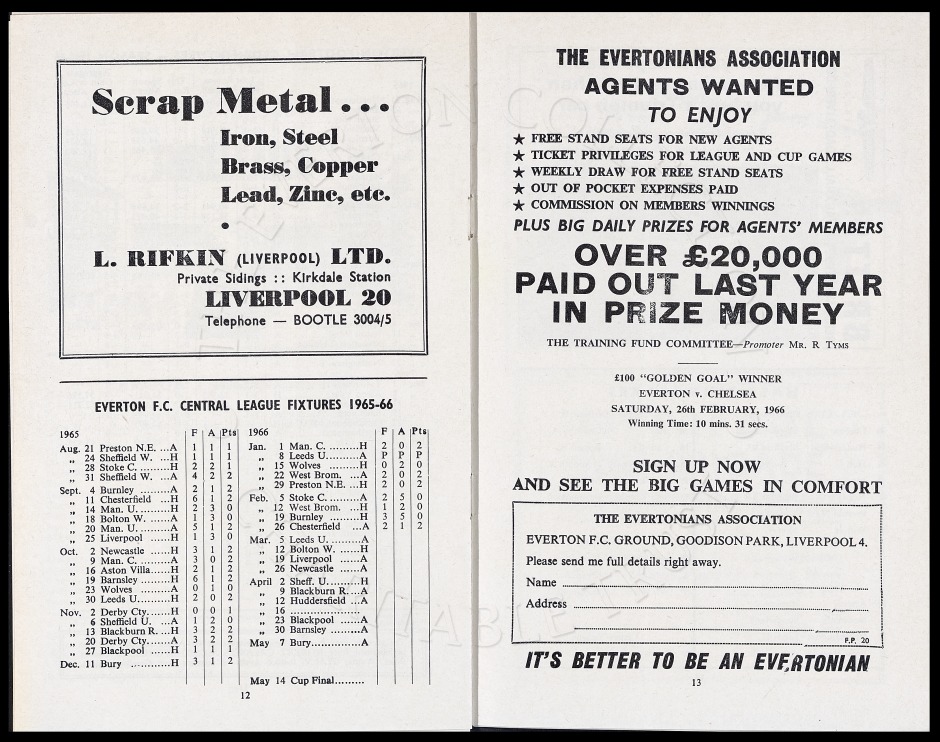 Scrap Metal...
Iron, Steel
Brass, Copper
Lead, Zinc, etc.
•
L. RIFKIN (LIVERPOOL) LTD.
Private Sidings :: Kirkdale Station
LIVERPOOL 20
Telephone — BOOTLE 3004/5
EVERTON F.C. CENTRAL LEAGUE FIXTURES 1965-66
1965 F A Pts
Aug. 21 Preston N.E. ...A 1 1 1
„ 24 Sheffield W. ...H 1 1 1
„ 28 Stoke C. .........H 2 2 1
„ 31 Sheffield W. ...A 4 2 2
Sept. 4 Burnley .........A 2 1 2
„ 11 Chesterfield ...H 6 1 2
„ 14 Man. U. .........H 2 3 0
„ 18 Bolton W. ......A 1 3 0
„ 20 Man. U. .........A 5 1 2
„ 25 Liverpool ......H 1 3 0
Oct. 2 Newcastle ......H 3 1 2
„ 9 Man. C. .........A 3 0 2
„ 16 Aston Villa......H 2 1 2
„ 19 Barnsley .........H 6 1 2
„ 23 Wolves .........A 0 1 0
„ 30 Leeds U. .........H 2 0 2
Nov. 2 Derby Cty.......H 0 0 1
„ 6 Sheffield U. ...A 1 2 0
„ 13 Blackburn R. ...H 3 2 2
„ 20 Derby Cty.......A 3 2 2
„ 27 Blackpool ......H 1 1 1
Dec. 11 Bury ............H 3 1 2
1966 F A Pts
Jan. 1 Man. C. .........H 2 0 2
„ 8 Leeds U. .........A P P P
„ 15 Wolves .........H 0 2 0
„ 22 West Brom. ...A 2 0 2
„ 29 Preston N.E. ...H 2 0 2
Feb. 5 Stoke C. .........A 2 5 0
„ 12 West Brom. ...H 1 2 0
„ 19 Burnley .........H 3 5 0
„ 26 Chesterfield ...A 2 1 2
Mar. 5 Leeds U. .........A
„ 12 Bolton W. ......H
„ 19 Liverpool ......A
„ 26 Newcastle ......A
April 2 Sheff. U. .........H
„ 9 Blackburn R....A
„ 12 Huddersfield ...A
„ 16 .....................
„ 23 Blackpool ......A
„ 30 Barnsley .........A
May 7 Bury...............A
May 14 Cup Final.........
12
THE EVERTONIANS ASSOCIATION
AGENTS WANTED
TO ENJOY
★ FREE STAND SEATS FOR NEW AGENTS
★ TICKET PRIVILEGES FOR LEAGUE AND CUP GAMES
★ WEEKLY DRAW FOR FREE STAND SEATS
★ OUT OF POCKET EXPENSES PAID
★ COMMISSION ON MEMBERS WINNINGS
PLUS BIG DAILY PRIZES FOR AGENTS' MEMBERS
OVER £20,000
PAID OUT LAST YEAR
IN PRIZE MONEY
THE TRAINING FUND COMMITTEE—Promoter MR. R TYMS
£100 "GOLDEN GOAL" WINNER
EVERTON v. CHELSEA
SATURDAY, 26th FEBRUARY, 1966
Winning Time: 10 mins. 31 secs.
SIGN UP NOW
AND SEE THE BIG GAMES IN COMFORT
THE EVERTONIANS ASSOCIATION
EVERTON F.C. GROUND, GOODISON PARK, LIVERPOOL 4.
Please send me full details right away.
Name
Address
P.P. 20
IT'S BETTER TO BE AN EVERTONIAN
13